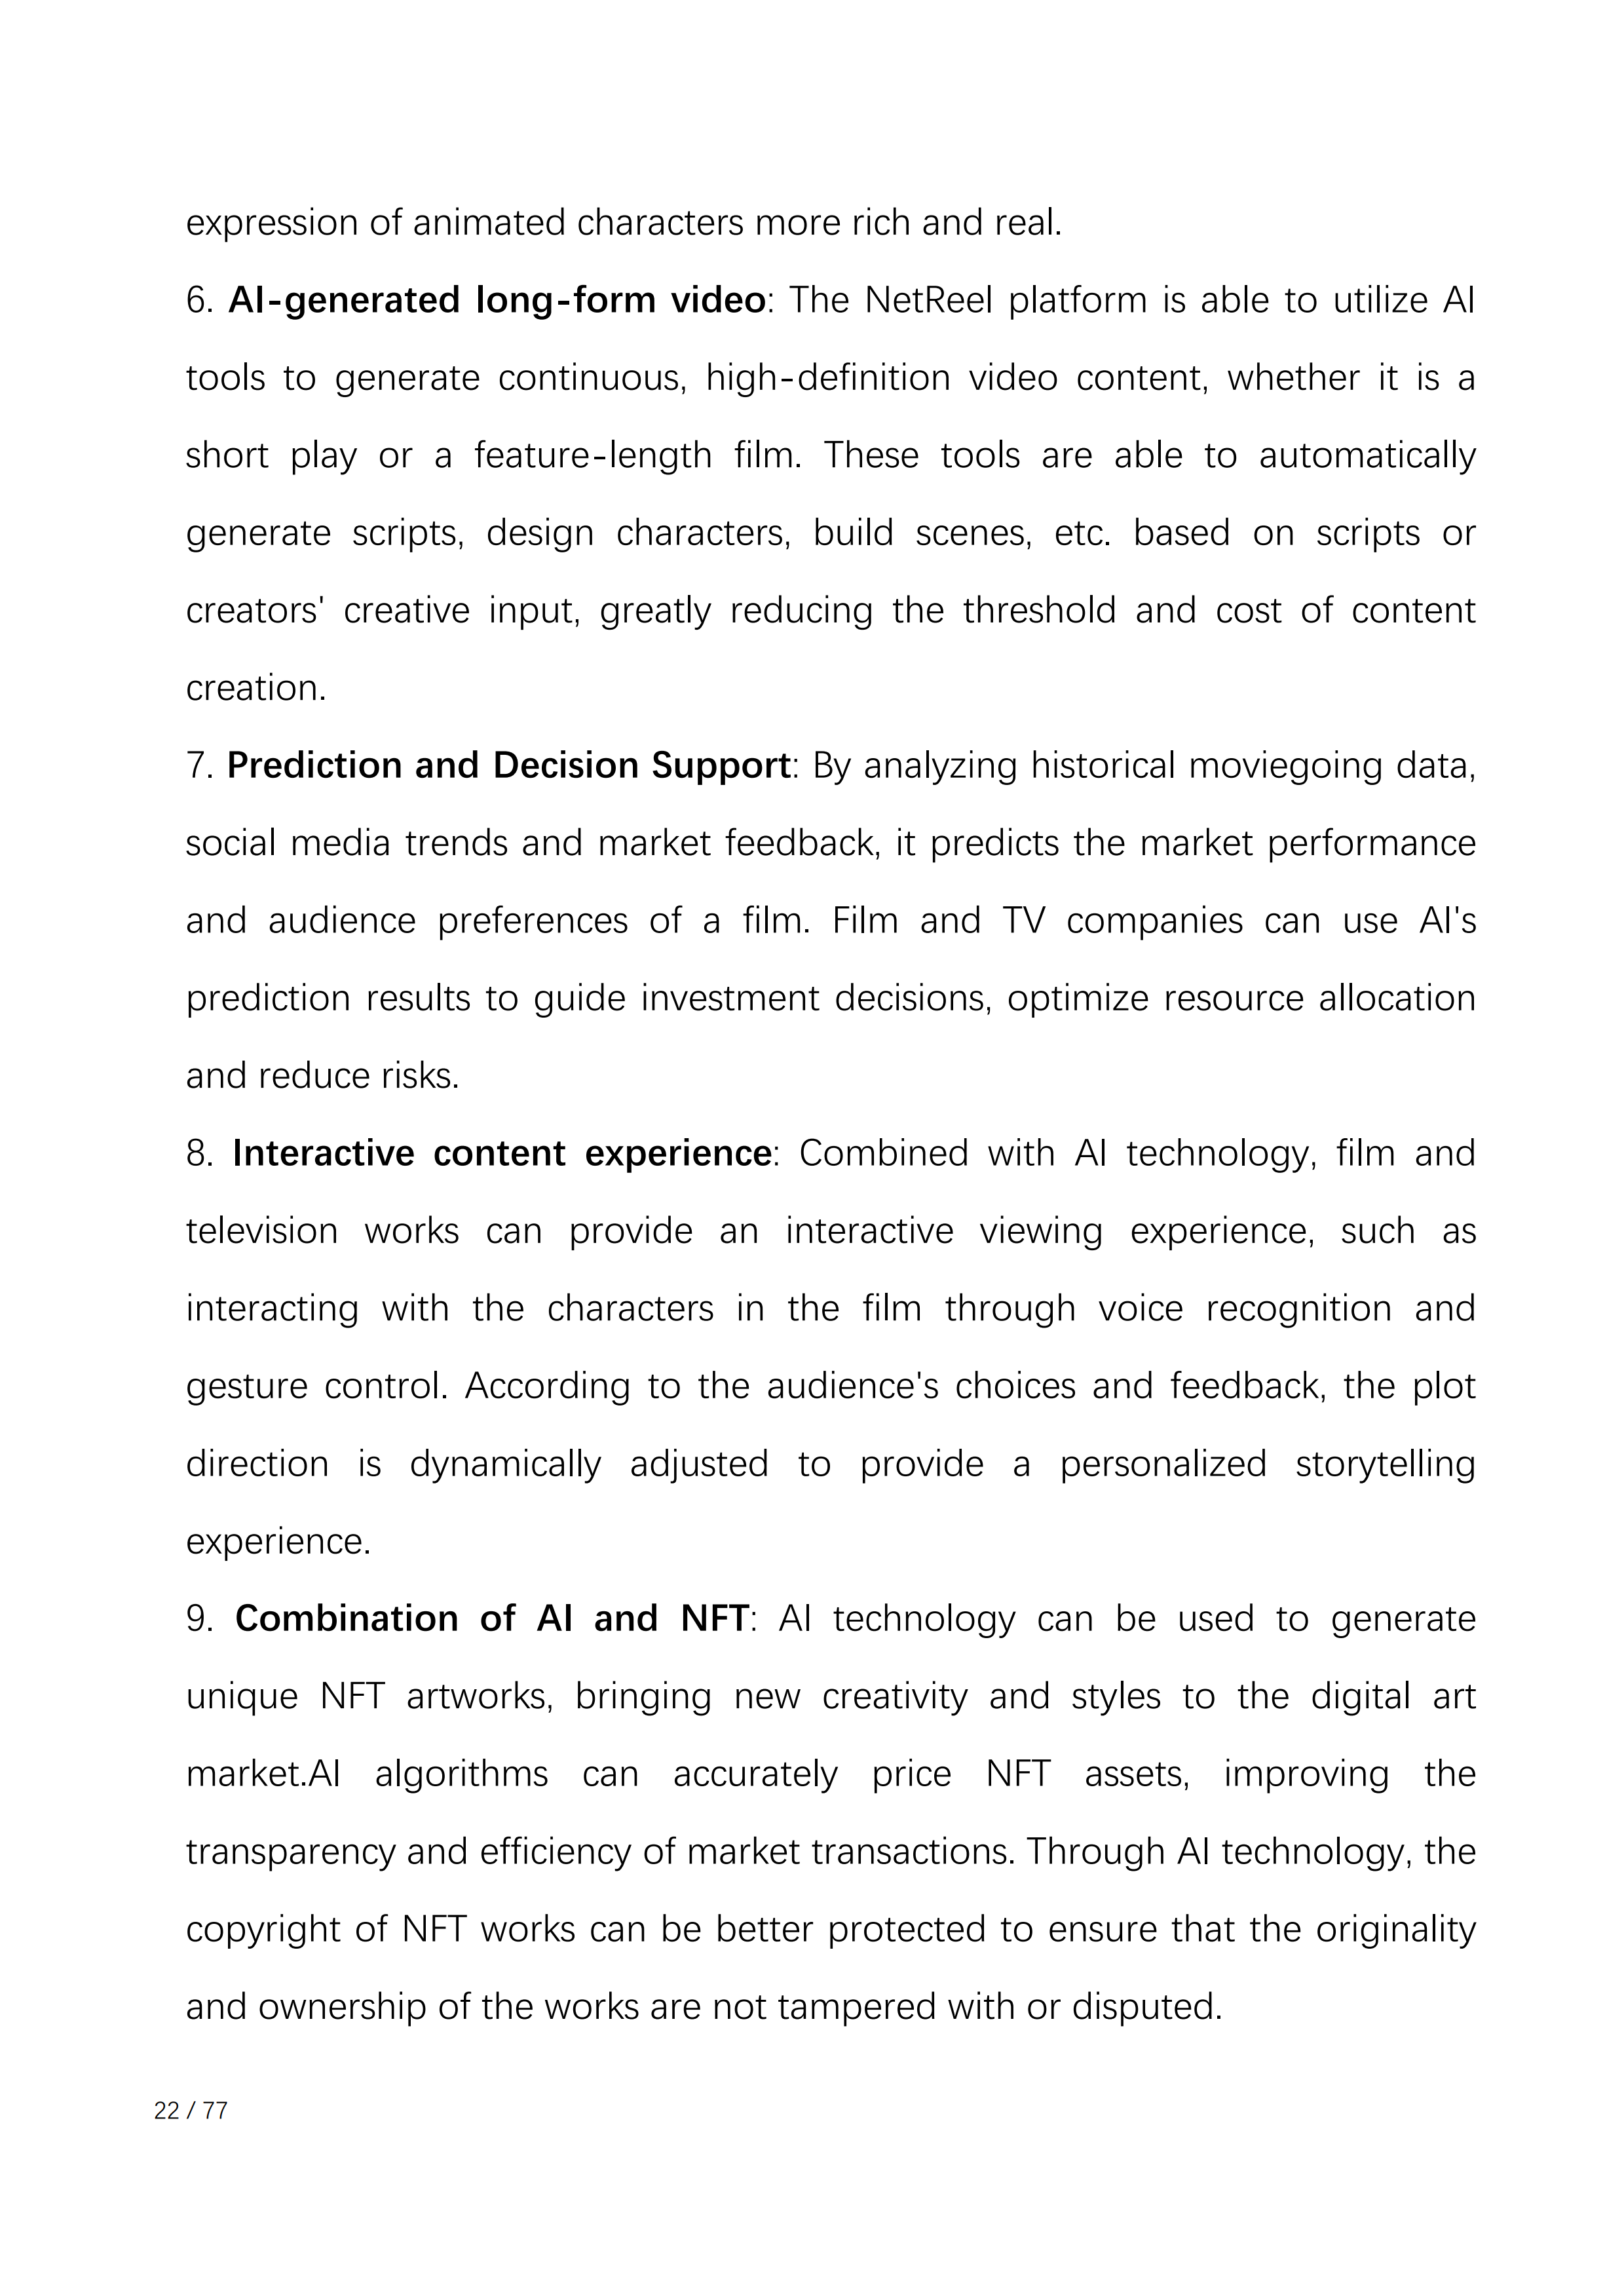 expression of animated characters more rich and real.
6. AI-generated long-form video: The NetReel platform is able to utilize AI
tools to generate continuous, high-definition video content, whether it is a
short play or a feature-length film. These tools are able to automatically
generate scripts, design characters, build scenes, etc. based on scripts or
creators' creative input, greatly reducing the threshold and cost of content
creation.
7. Prediction and Decision Support: By analyzing historical moviegoing data,
social media trends and market feedback, it predicts the market performance
and audience preferences of a film. Film and TV companies can use AI's
prediction results to guide investment decisions, optimize resource allocation
and reduce risks.
8. Interactive content experience: Combined with AI technology, film and
television works can provide an interactive viewing experience, such as
interacting with the characters in the film through voice recognition and
gesture control. According to the audience's choices and feedback, the plot
direction is dynamically adjusted to provide a personalized storytelling
experience.
9. Combination of AI and NFT: AI technology can be used to generate
unique NFT artworks, bringing new creativity and styles to the digital art
market.AI algorithms can accurately price NFT assets, improving the
transparency and efficiency of market transactions. Through AI technology, the
copyright of NFT works can be better protected to ensure that the originality
and ownership of the works are not tampered with or disputed.
22 / 77